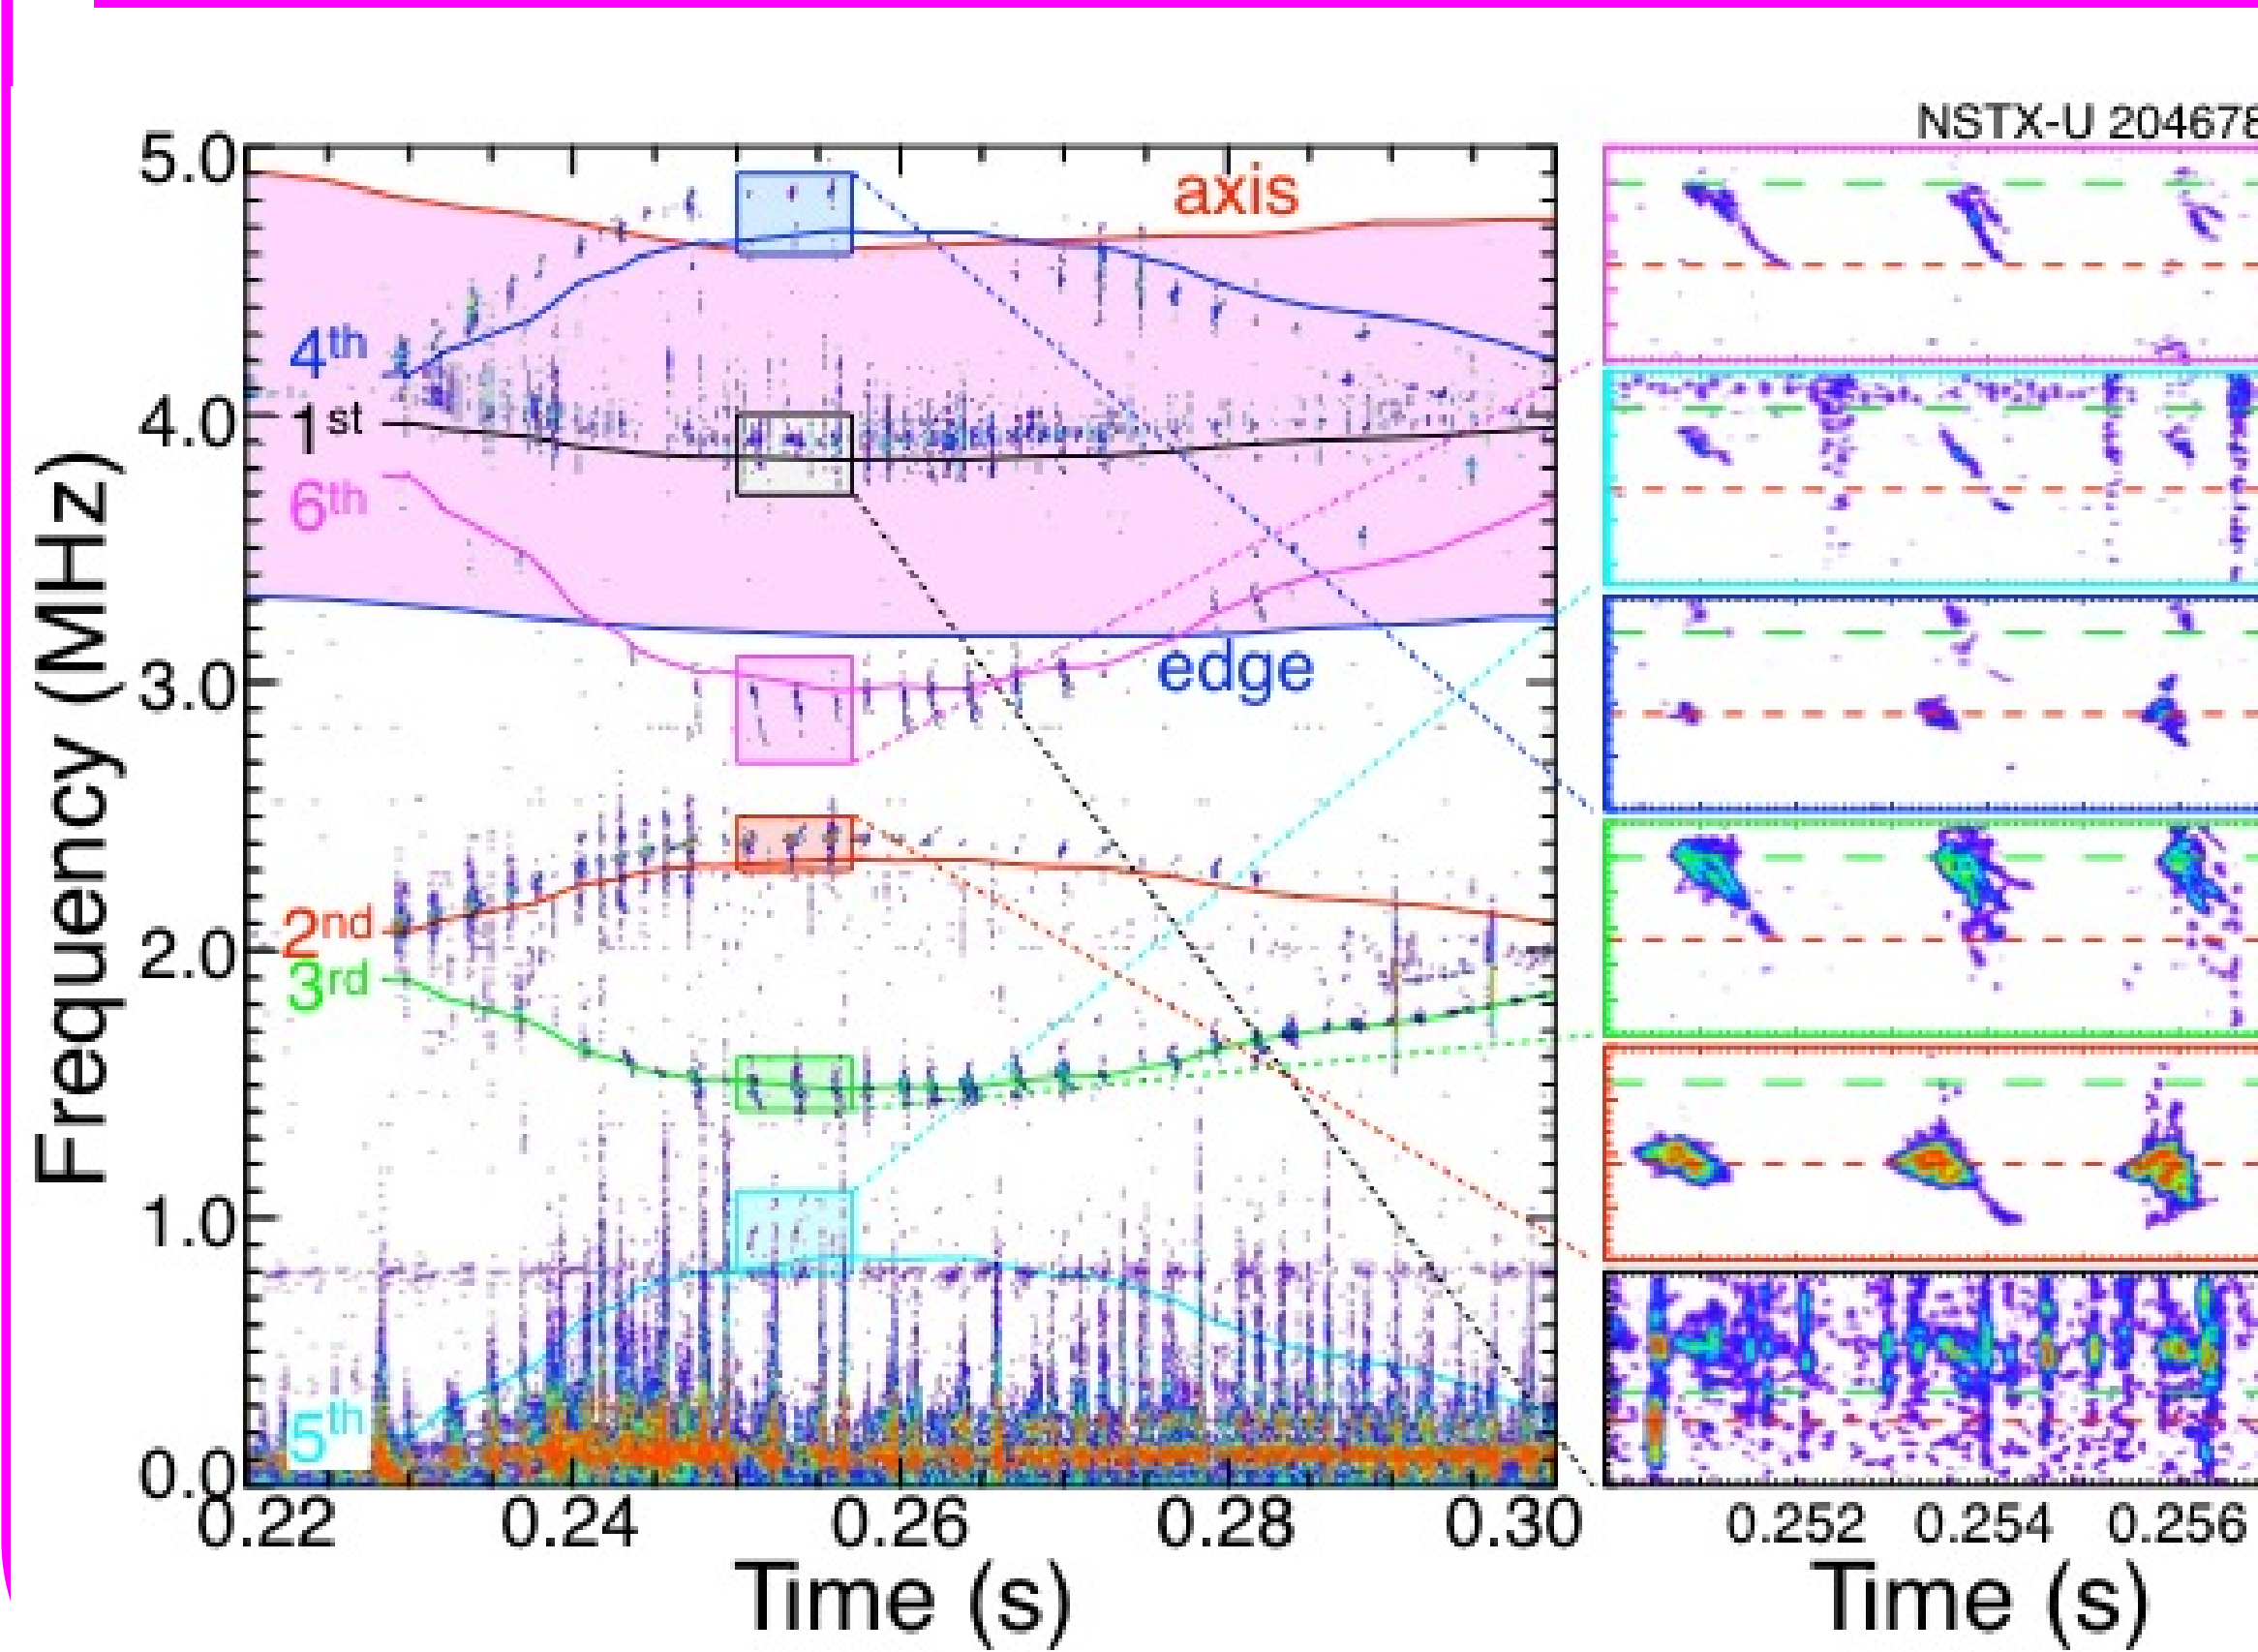 NSTX-U 204678
5.0
axis
4th
4.0
1st
6th
3.0
edge
2nd
2.0
3rd
1.0
5th
0.0
Frequency (MHz)
0.22 0.24 0.26 0.28 0.30
0.252 0.254 0.256
Time (s)
Time (s)